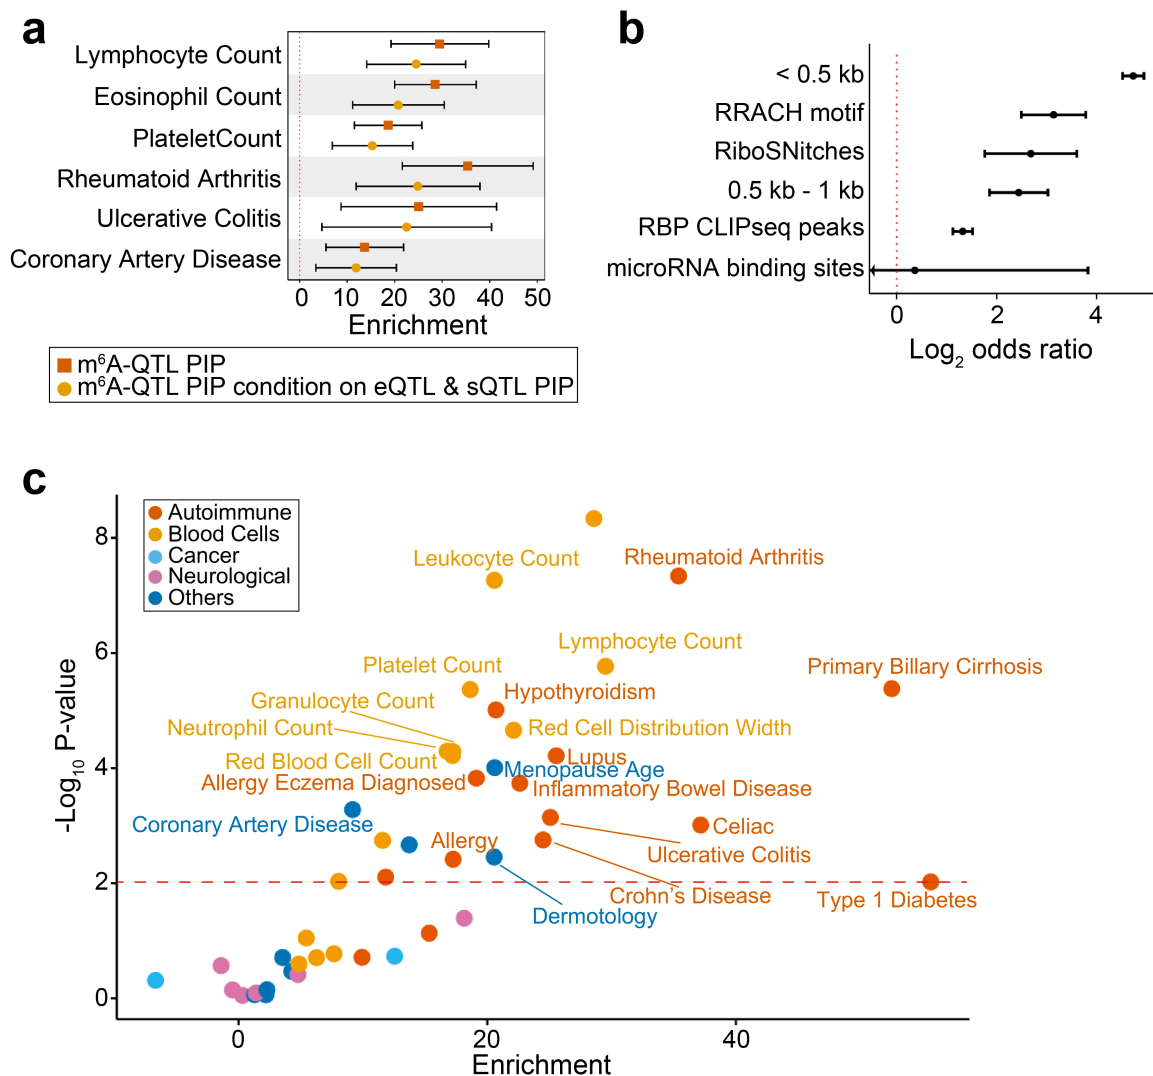 a
Lymphocyte Count
Eosinophil Count
PlateletCount
Rheumatoid Arthritis
Ulcerative Colitis
Coronary Artery Disease
0 10 20 30 40 50
Enrichment
m⁶A-QTL PIP
m⁶A-QTL PIP condition on eQTL & sQTL PIP
b
< 0.5 kb
RRACH motif
RiboSNitches
0.5 kb - 1 kb
RBP CLIPseq peaks
microRNA binding sites
0 2 4
Log₂ odds ratio
c
Autoimmune
Blood Cells
Cancer
Neurological
Others
-Log₁₀ P-value
8
6
4
2
0
Leukocyte Count
Rheumatoid Arthritis
Lymphocyte Count
Platelet Count
Primary Billary Cirrhosis
Hypothyroidism
Granulocyte Count
Neutrophil Count
Red Cell Distribution Width
Red Blood Cell Count
Lupus
Menopause Age
Allergy Eczema Diagnosed
Inflammatory Bowel Disease
Coronary Artery Disease
Celiac
Allergy
Ulcerative Colitis
Crohn's Disease
Type 1 Diabetes
Dermotology
0 20 40
Enrichment